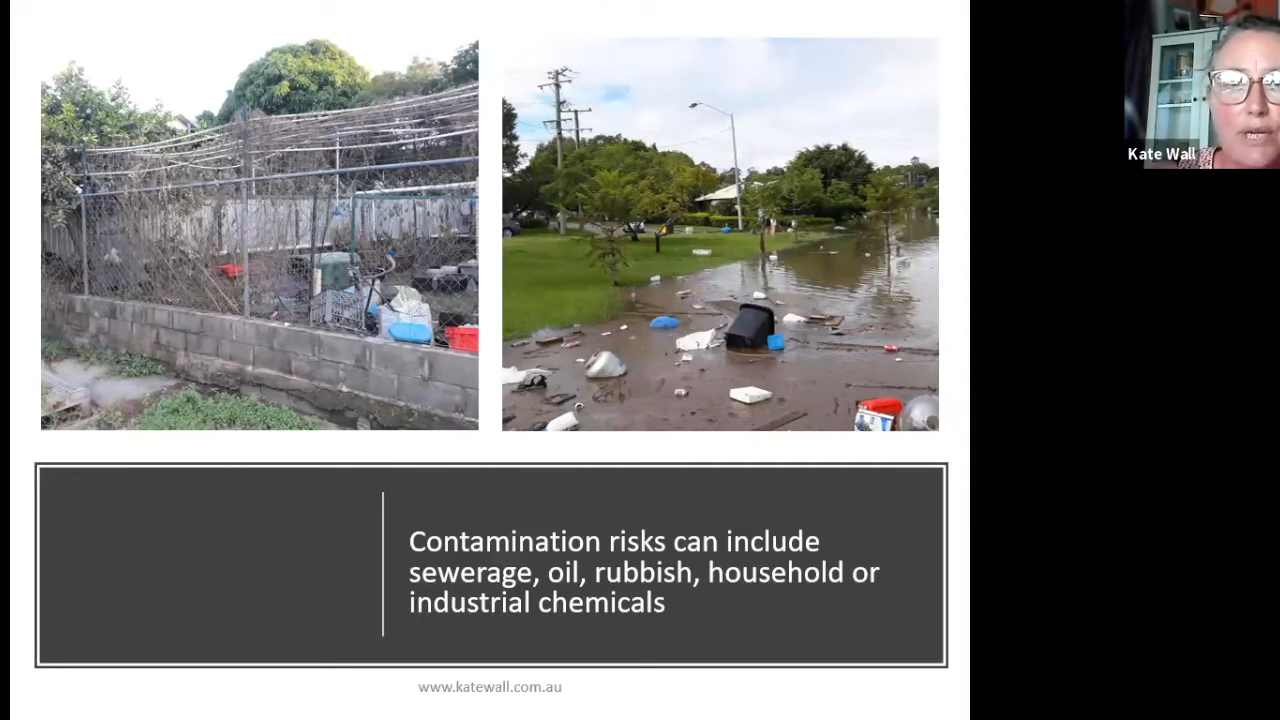 Kate Wall
Contamination risks can include
sewerage, oil, rubbish, household or
industrial chemicals
www.katewall.com.au